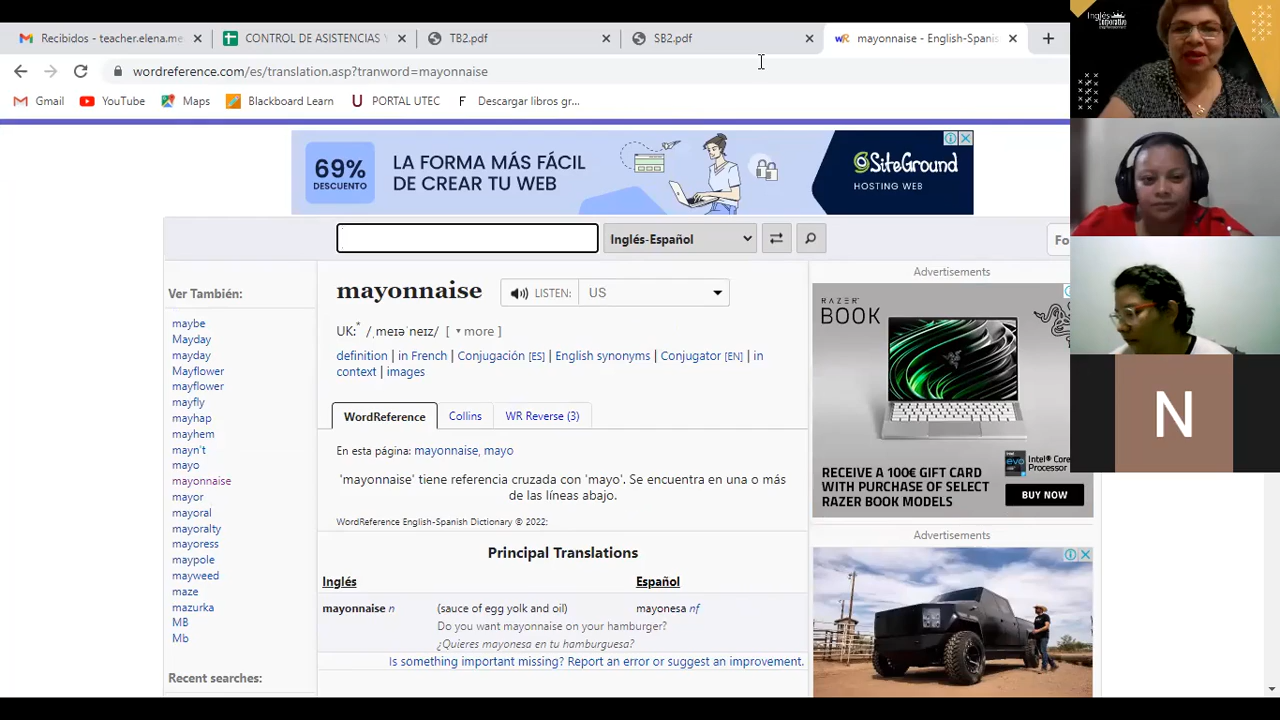 Recibidos - teacher.elena.me
CONTROL DE ASISTENCIAS Y
TB2.pdf
SB2.pdf
mayonnaise - English-Spanis
wordreference.com/es/translation.asp?tranword=mayonnaise
Gmail
YouTube
Maps
Blackboard Learn
PORTAL UTEC
Descargar libros gr...
Inglés
Corporativo
69%
DESCUENTO
LA FORMA MÁS FÁCIL
DE CREAR TU WEB
SiteGround
HOSTING WEB
Inglés-Español
Fo
Ver También:
maybe
Mayday
mayday
Mayflower
mayflower
mayfly
mayhap
mayhem
mayn't
mayo
mayonnaise
mayor
mayoral
mayoralty
mayoress
maypole
mayweed
maze
mazurka
MB
Mb
Recent searches:
mayonnaise
LISTEN:
US
UK:* /ˌmeɪəˈneɪz/ [ ▾ more ]
definition | in French | Conjugación [ES] | English synonyms | Conjugator [EN] | in
context | images
WordReference
Collins
WR Reverse (3)
En esta página: mayonnaise, mayo
'mayonnaise' tiene referencia cruzada con 'mayo'. Se encuentra en una o más
de las líneas abajo.
WordReference English-Spanish Dictionary © 2022:
Principal Translations
Inglés
Español
mayonnaise n
(sauce of egg yolk and oil)
mayonesa nf
Do you want mayonnaise on your hamburger?
¿Quieres mayonesa en tu hamburguesa?
Is something important missing? Report an error or suggest an improvement.
Advertisements
RAZER
BOOK
intel evo
Intel® Core
Processor
RECEIVE A 100€ GIFT CARD
WITH PURCHASE OF SELECT
RAZER BOOK MODELS
BUY NOW
Advertisements
N